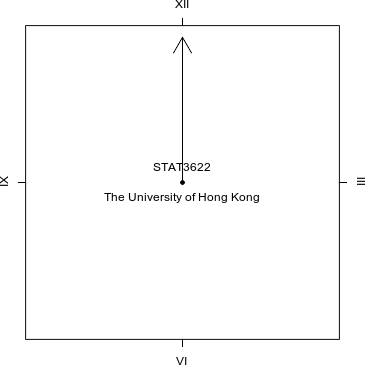 XII
STAT3622
IX
III
The University of Hong Kong
VI